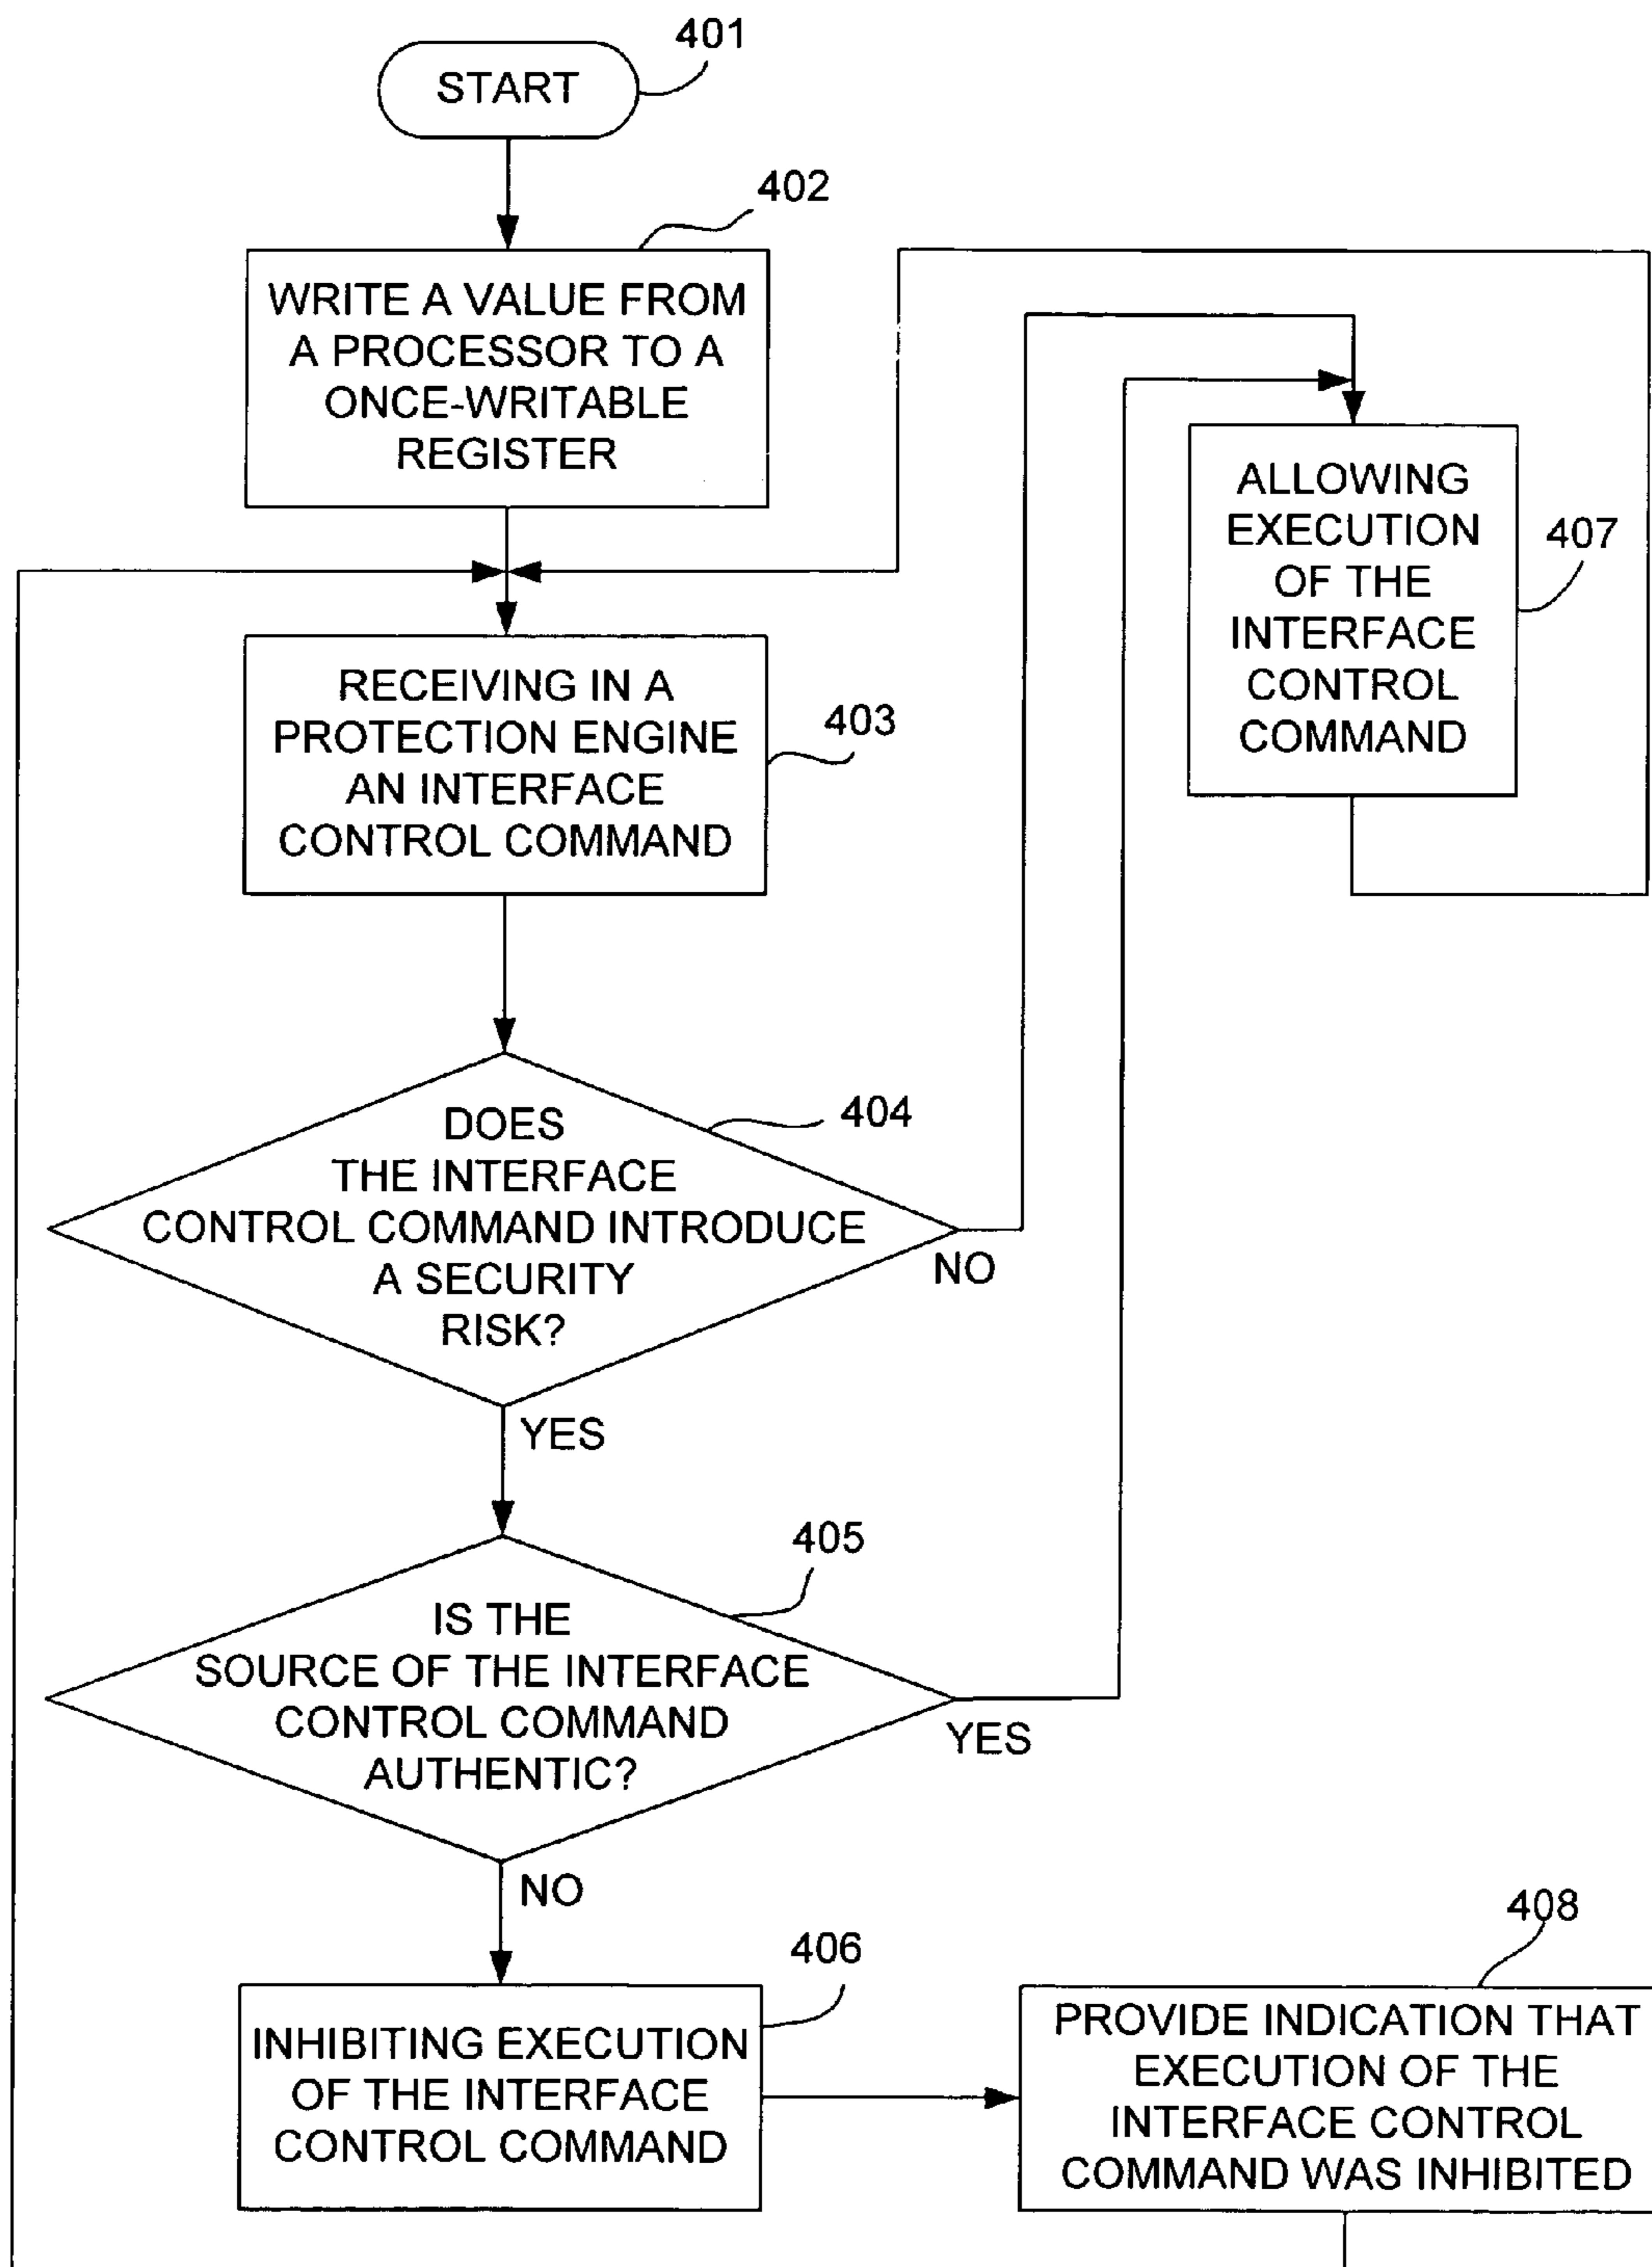 401
START
402
WRITE A VALUE FROM
A PROCESSOR TO A
ONCE-WRITABLE
REGISTER
403
RECEIVING IN A
PROTECTION ENGINE
AN INTERFACE
CONTROL COMMAND
407
ALLOWING
EXECUTION
OF THE
INTERFACE
CONTROL
COMMAND
404
DOES
THE INTERFACE
CONTROL COMMAND INTRODUCE
A SECURITY
RISK?
NO
YES
405
IS THE
SOURCE OF THE INTERFACE
CONTROL COMMAND
AUTHENTIC?
YES
NO
406
INHIBITING EXECUTION
OF THE INTERFACE
CONTROL COMMAND
408
PROVIDE INDICATION THAT
EXECUTION OF THE
INTERFACE CONTROL
COMMAND WAS INHIBITED